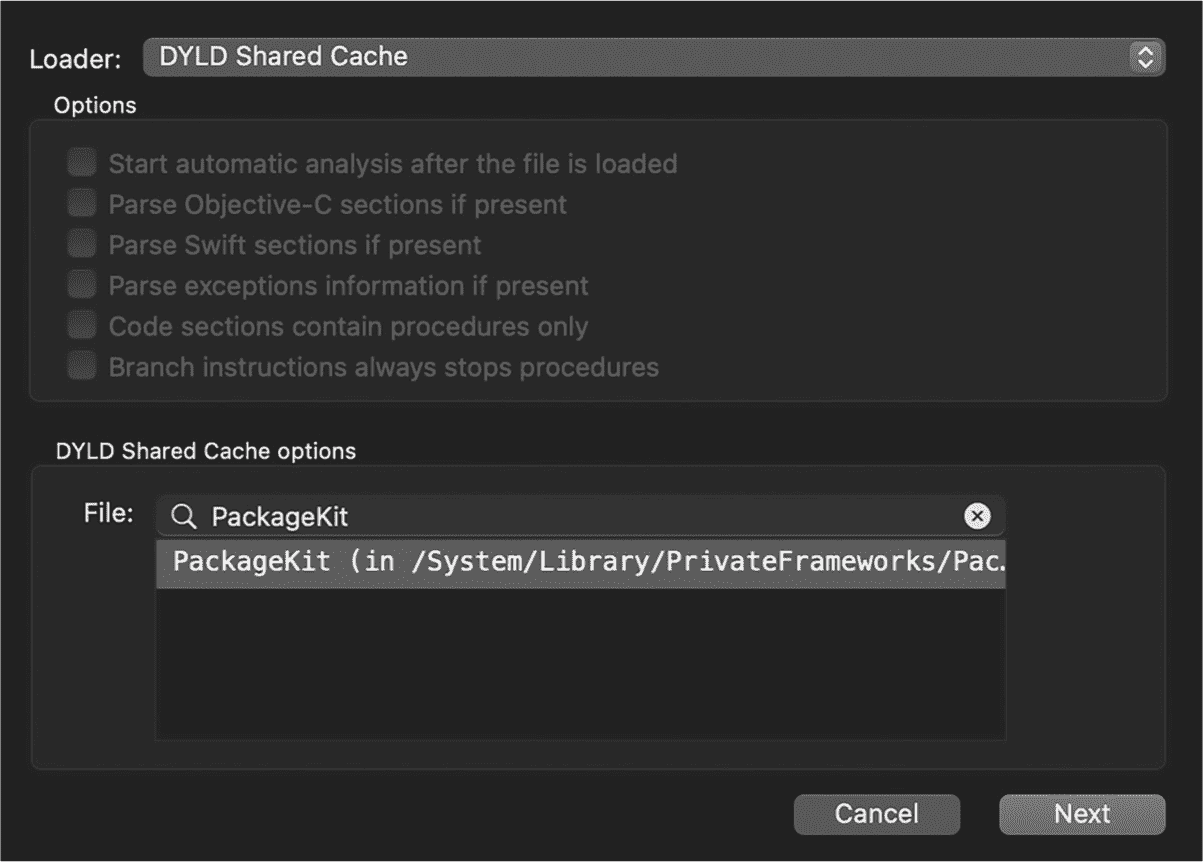 Loader: DYLD Shared Cache
Options
Start automatic analysis after the file is loaded
Parse Objective-C sections if present
Parse Swift sections if present
Parse exceptions information if present
Code sections contain procedures only
Branch instructions always stops procedures
DYLD Shared Cache options
File: PackageKit
PackageKit (in /System/Library/PrivateFrameworks/Pac.
Cancel Next